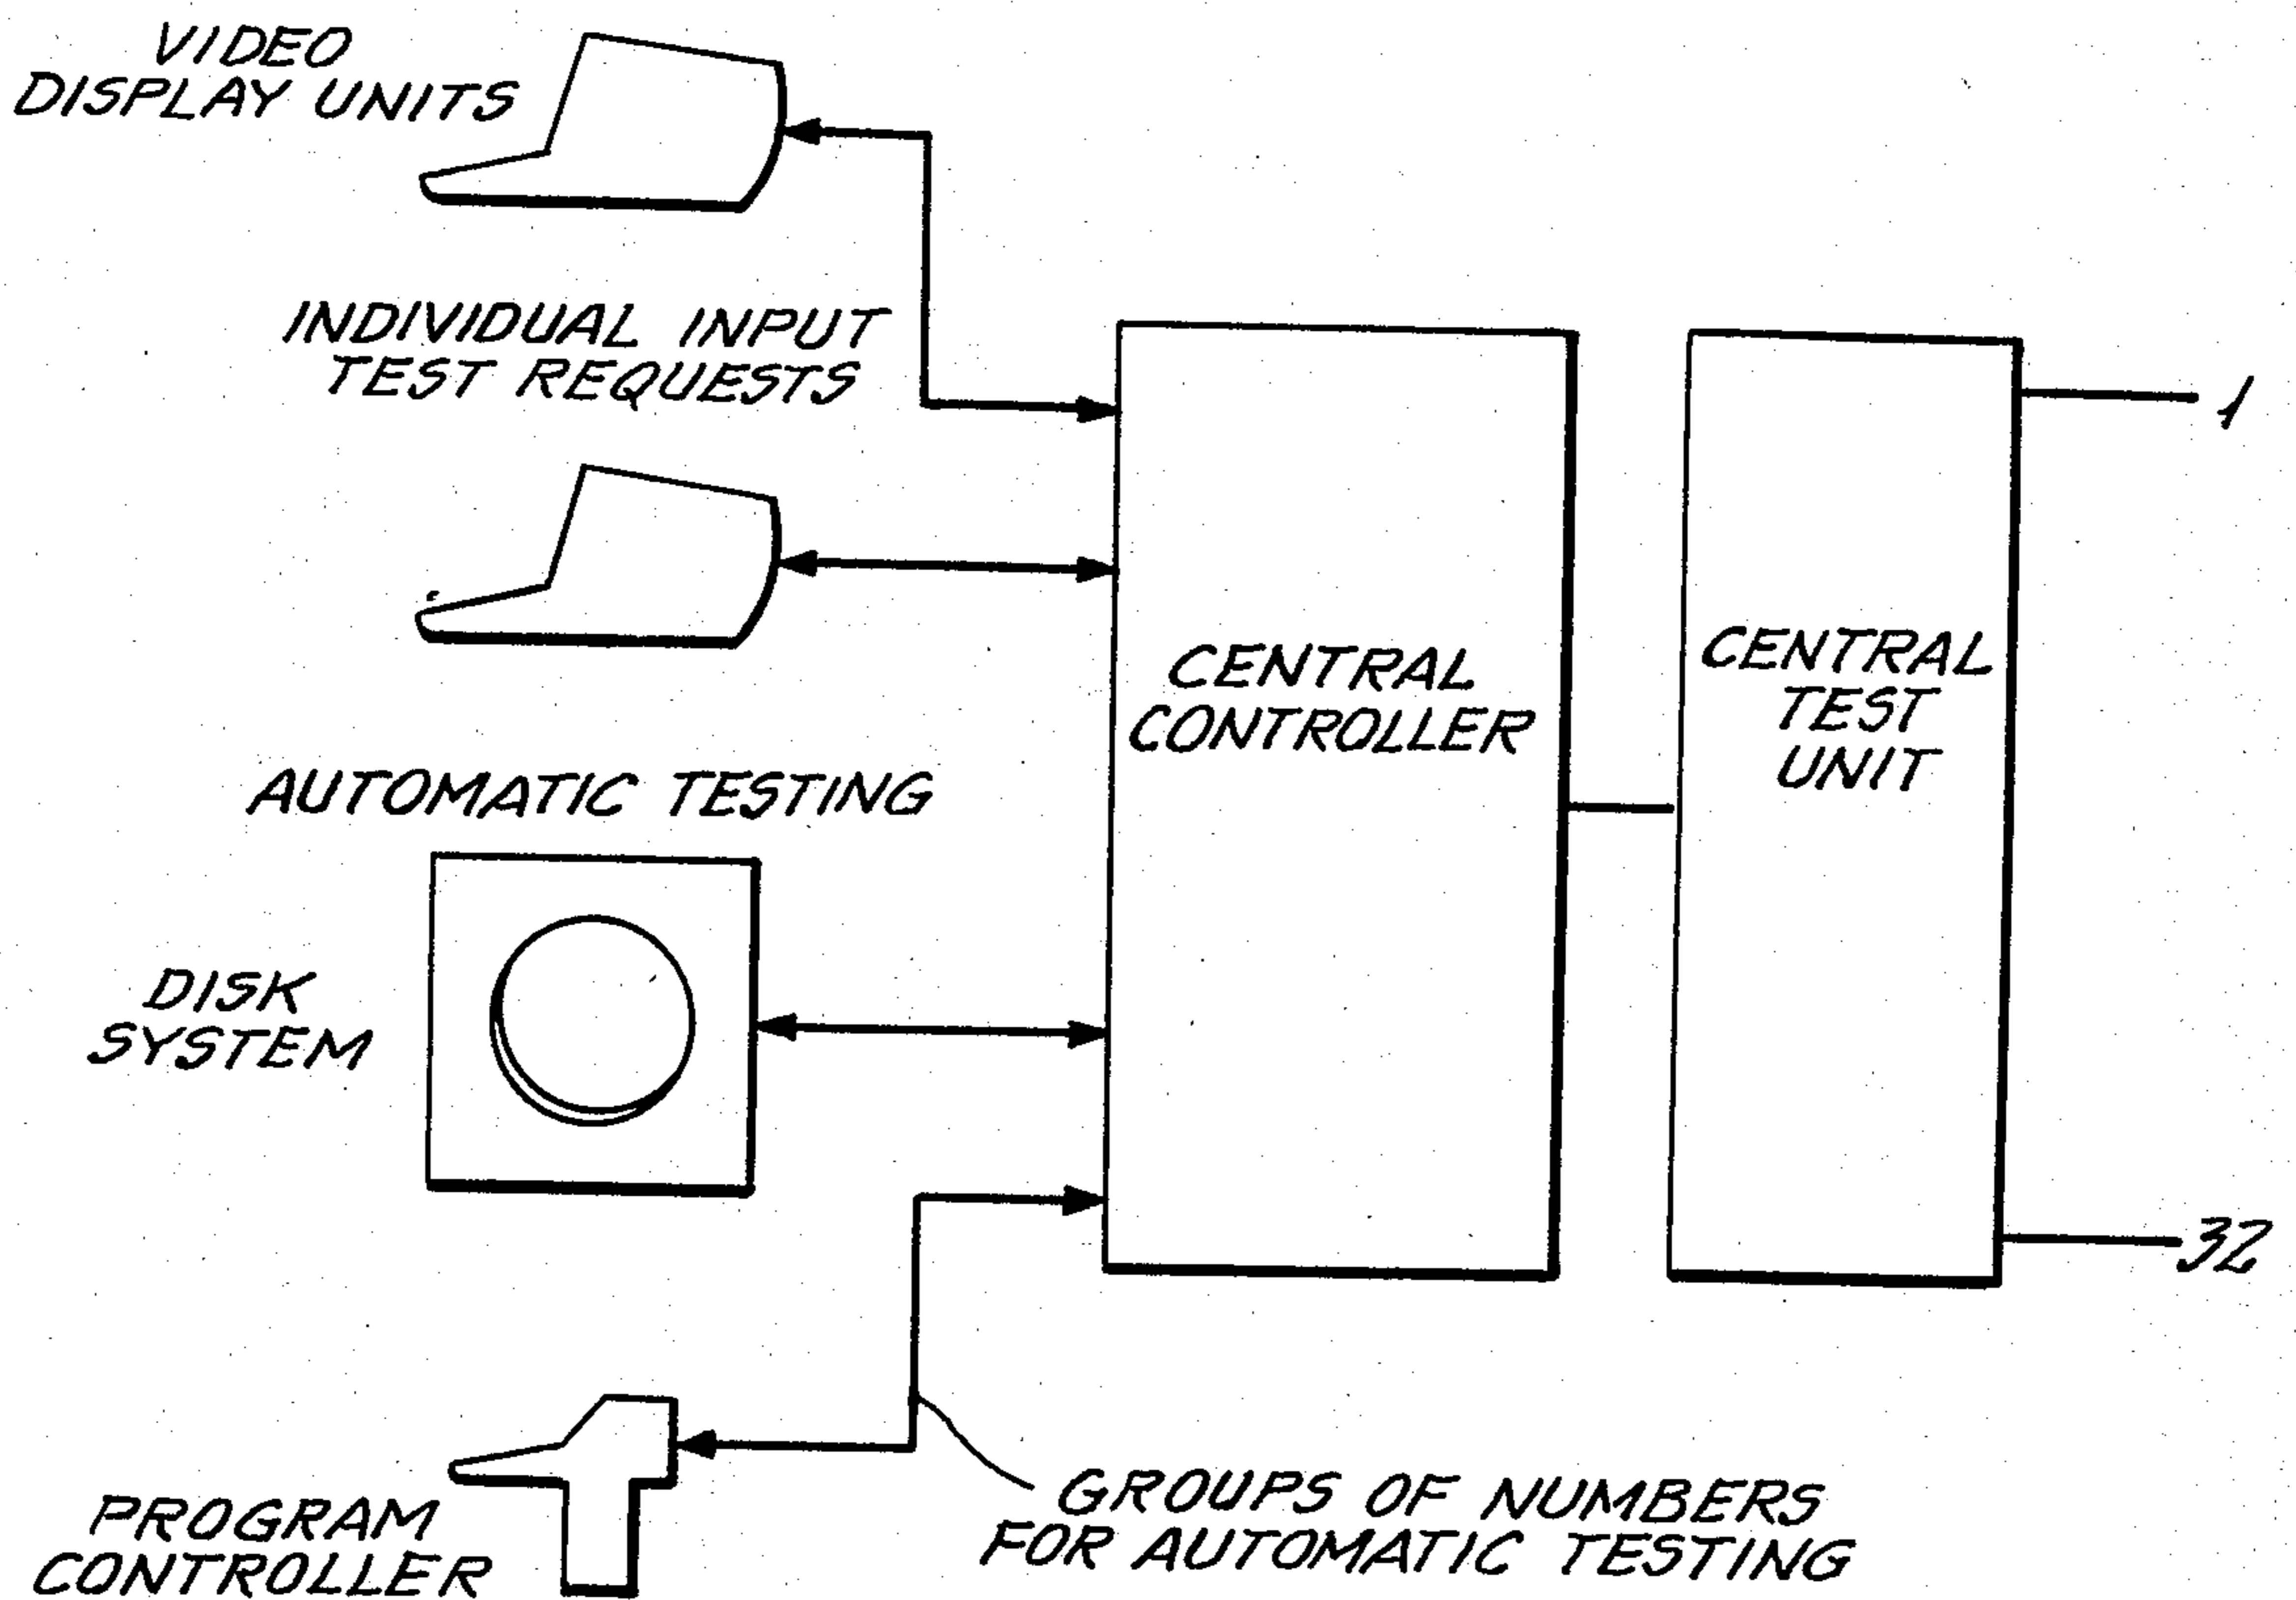 VIDEO
DISPLAY UNITS
INDIVIDUAL INPUT
TEST REQUESTS
1
CENTRAL
CONTROLLER
CENTRAL
TEST
UNIT
AUTOMATIC TESTING
DISK
SYSTEM
32
PROGRAM
CONTROLLER
GROUPS OF NUMBERS
FOR AUTOMATIC TESTING